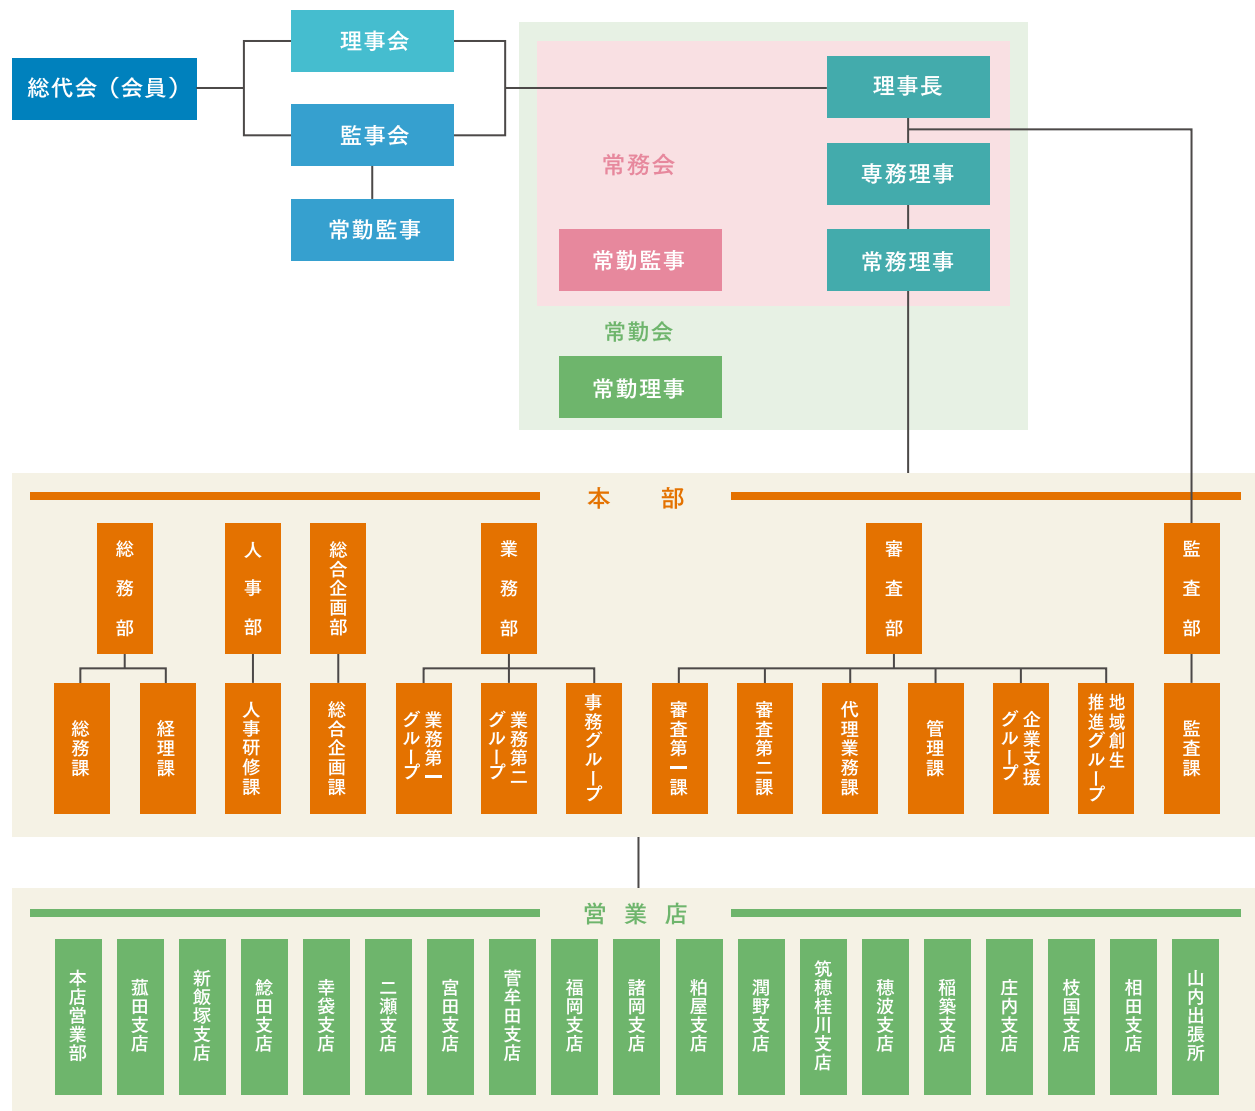 総代会（会員）
理事会
監事会
常勤監事
理事長
専務理事
常務理事
常務会
常勤監事
常勤会
常勤理事
本部
総務部
人事部
総合企画部
業務部
審査部
監査部
総務課
経理課
人事研修課
総合企画課
業務第一
グループ
業務第二
グループ
事務グループ
審査第一課
審査第二課
代理業務課
管理課
企業支援
グループ
地域創生
推進グループ
監査課
営業店
本店営業部
菰田支店
新飯塚支店
鯰田支店
幸袋支店
二瀬支店
宮田支店
菅牟田支店
福岡支店
諸岡支店
粕屋支店
潤野支店
筑穂桂川支店
穂波支店
稲築支店
庄内支店
枝国支店
相田支店
山内出張所